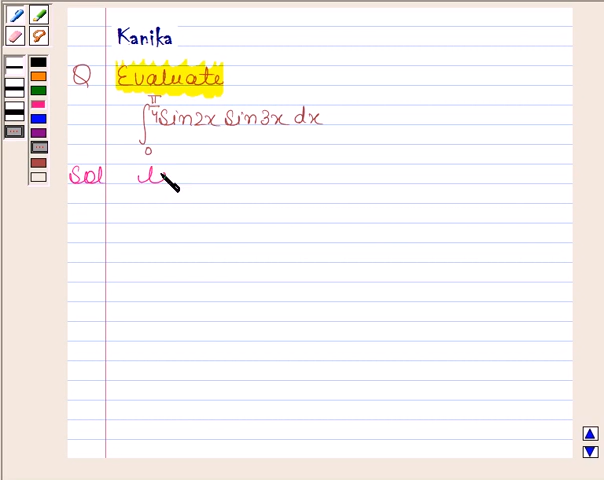 Kanika
Q Evaluate
∫₀^(π/4) Sin2x Sin3x dx
Sol